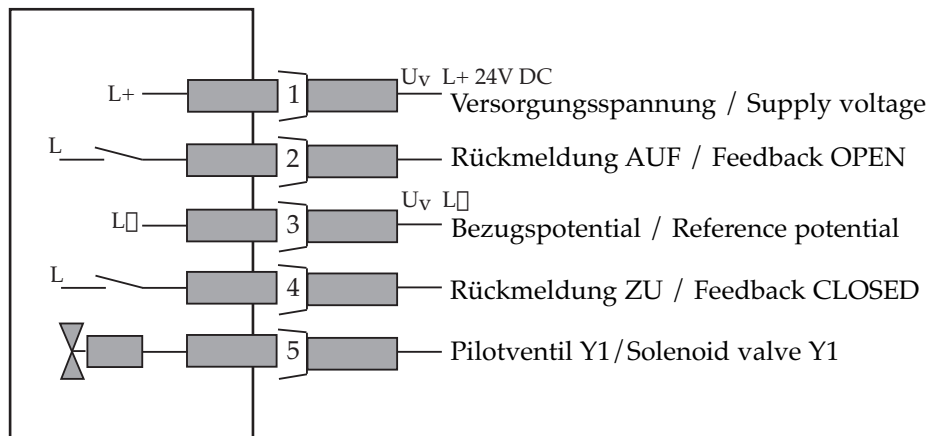 L+ 1 Uv L+ 24V DC
Versorgungsspannung / Supply voltage
L 2 Rückmeldung AUF / Feedback OPEN
L▯ 3 Uv L▯
Bezugspotential / Reference potential
L 4 Rückmeldung ZU / Feedback CLOSED
5 Pilotventil Y1/Solenoid valve Y1